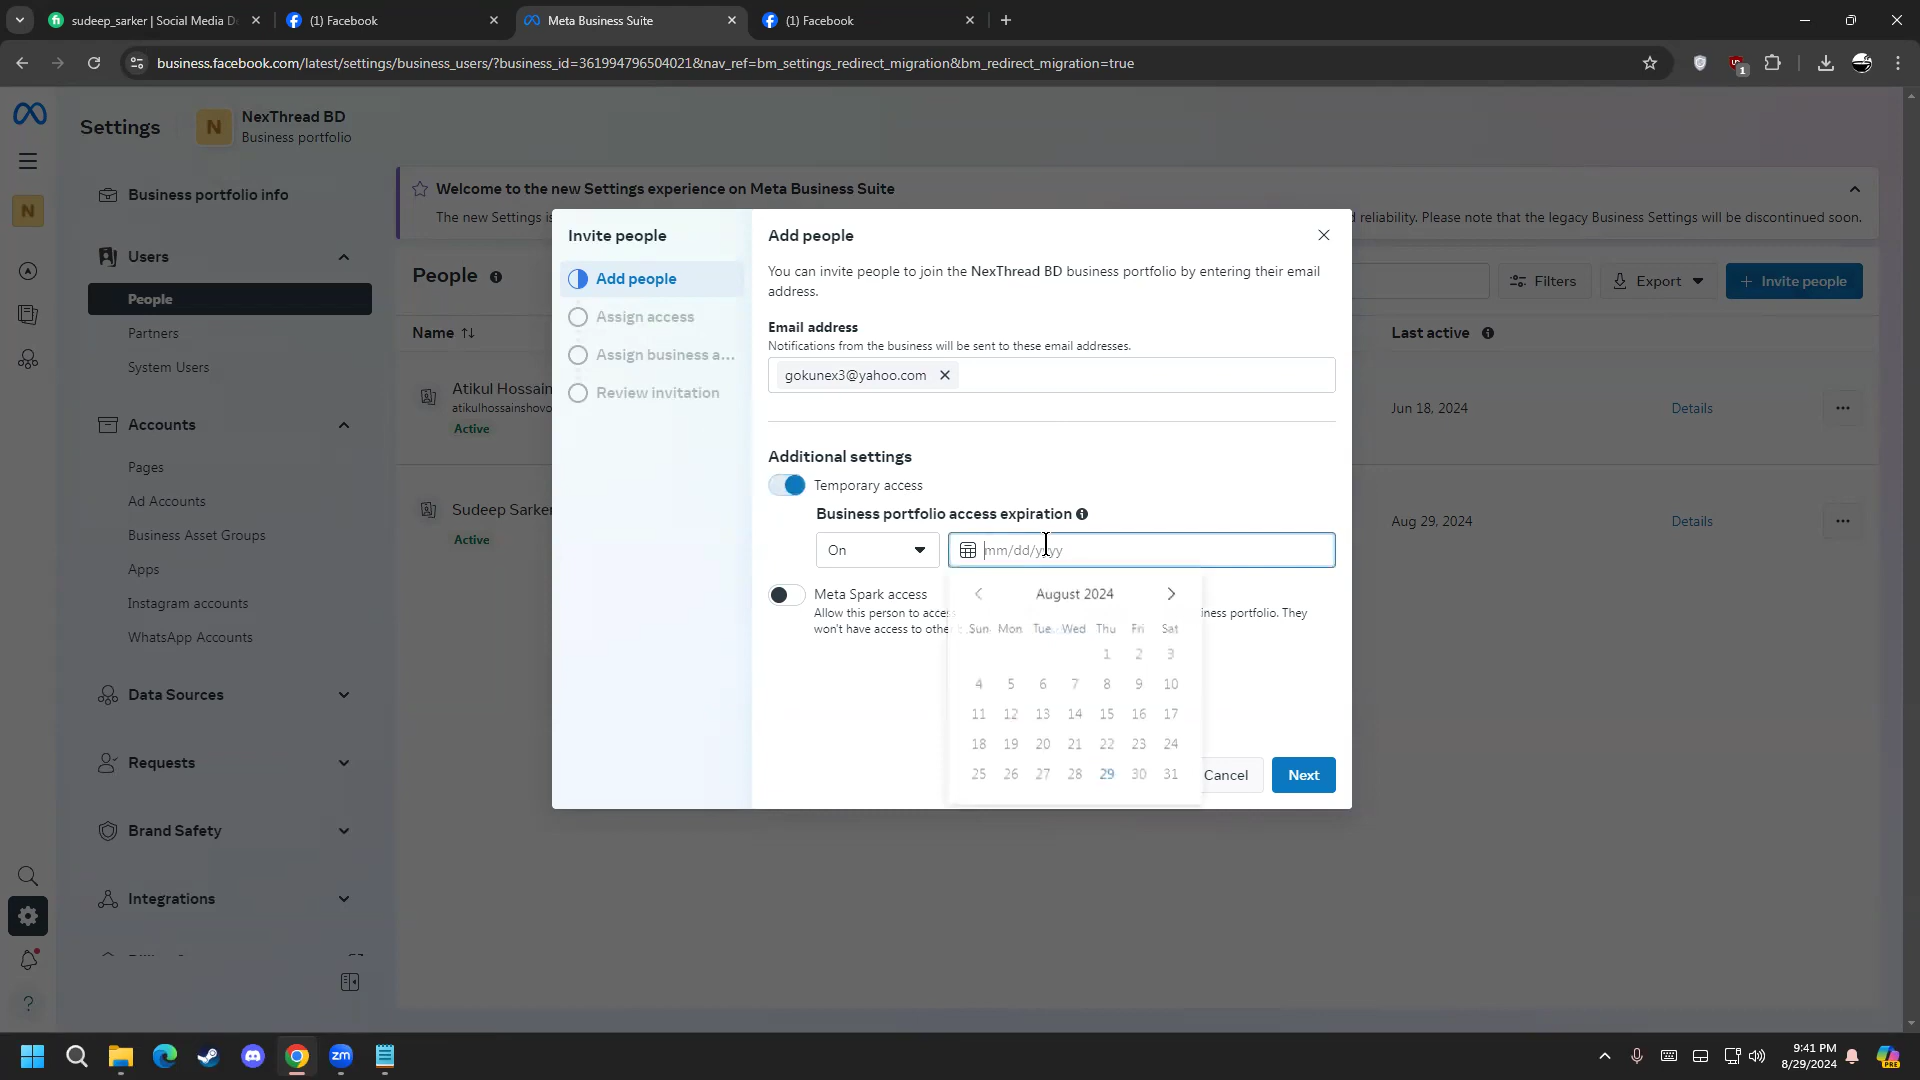 sudeep_sarker | Social Media D
(1) Facebook
Meta Business Suite
(1) Facebook
business.facebook.com/latest/settings/business_users/?business_id=361994796504021&nav_ref=bm_settings_redirect_migration&bm_redirect_migration=true
1
Settings
N
NexThread BD
Business portfolio
N
Business portfolio info
Users
People
Partners
System Users
Accounts
Pages
Ad Accounts
Business Asset Groups
Apps
Instagram accounts
WhatsApp Accounts
Data Sources
Requests
Brand Safety
Integrations
Welcome to the new Settings experience on Meta Business Suite
The new Settings is
d reliability. Please note that the legacy Business Settings will be discontinued soon.
People
Filters
Export
+ Invite people
Name
Last active
Atikul Hossain
atikulhossainshovo
Active
Jun 18, 2024
Details
Sudeep Sarker
Active
Aug 29, 2024
Details
Invite people
Add people
Assign access
Assign business a...
Review invitation
Add people
You can invite people to join the NexThread BD business portfolio by entering their email
address.
Email address
Notifications from the business will be sent to these email addresses.
gokunex3@yahoo.com
Additional settings
Temporary access
Business portfolio access expiration
On
mm/dd/yyyy
Meta Spark access
Allow this person to acces
iness portfolio. They
won't have access to othe
August 2024
Sun Mon Tue Wed Thu Fri Sat
1 2 3
4 5 6 7 8 9 10
11 12 13 14 15 16 17
18 19 20 21 22 23 24
25 26 27 28 29 30 31
Cancel
Next
zm
9:41 PM
8/29/2024
PRE